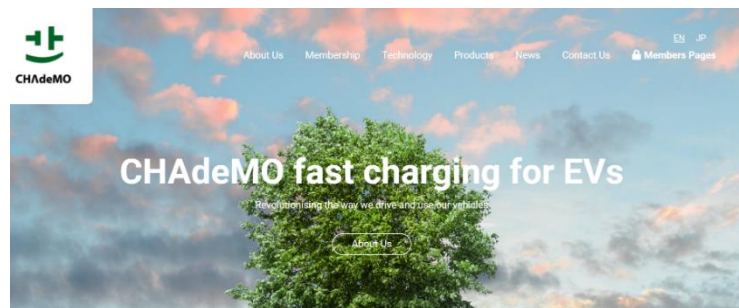 EN JP
CHΛdeMO
About Us Membership Technology Products News Contact Us Members Pages
CHAdeMO fast charging for EVs
Revolutionising the way we drive and use our vehicles
About Us